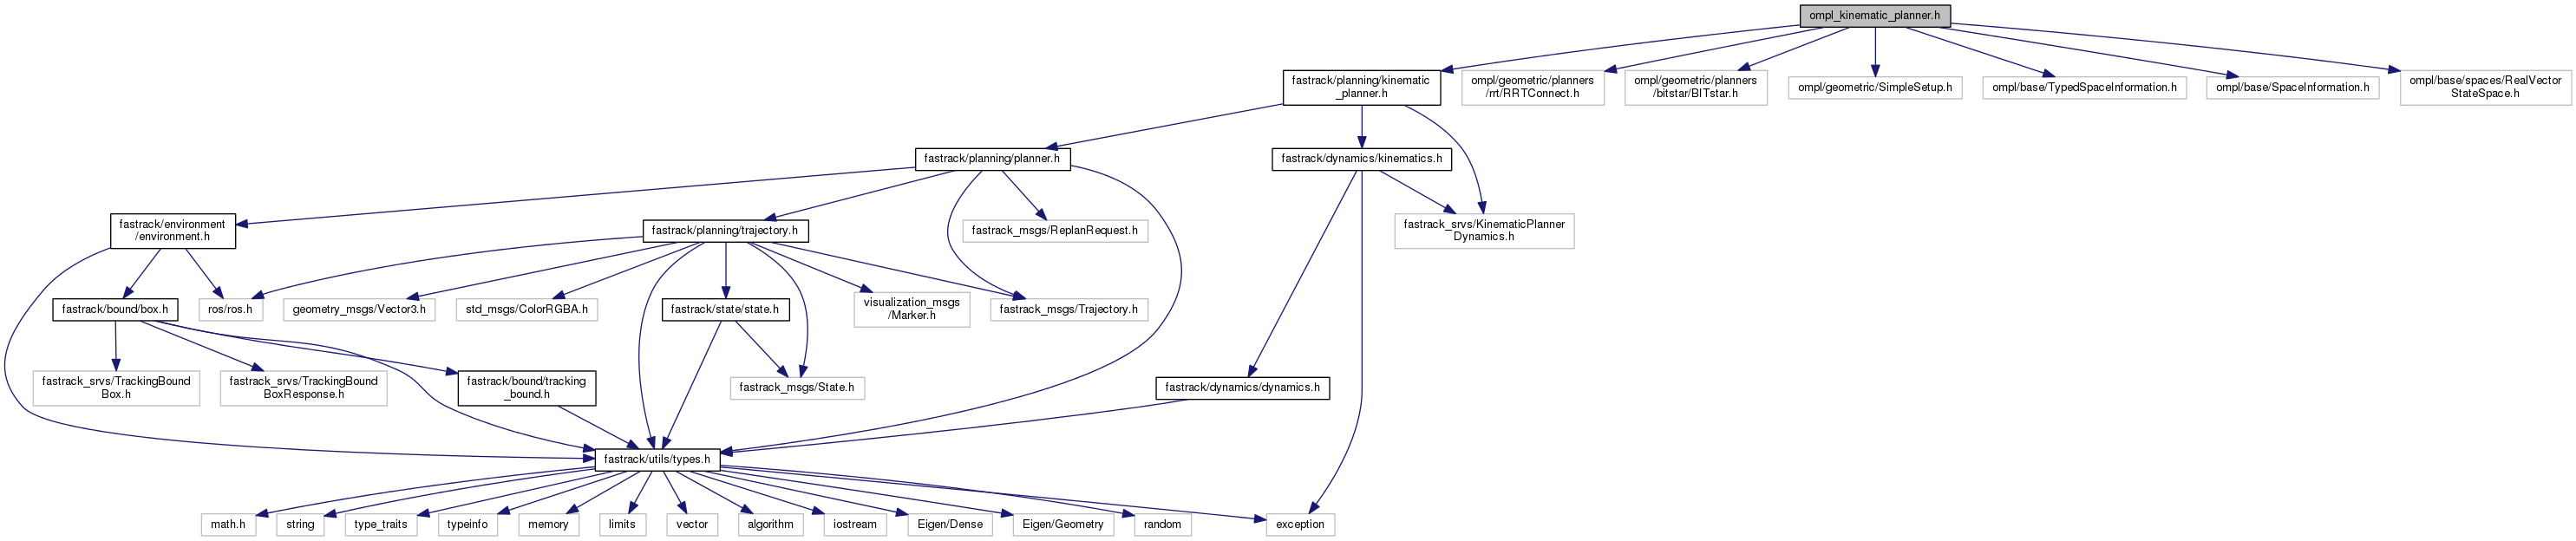 ompl_kinematic_planner.h
fastrack/planning/kinematic
_planner.h
ompl/geometric/planners
/rrt/RRTConnect.h
ompl/geometric/planners
/bitstar/BITstar.h
ompl/geometric/SimpleSetup.h
ompl/base/TypedSpaceInformation.h
ompl/base/SpaceInformation.h
ompl/base/spaces/RealVector
StateSpace.h
fastrack/planning/planner.h
fastrack/dynamics/kinematics.h
fastrack/environment
/environment.h
fastrack/planning/trajectory.h
fastrack_msgs/ReplanRequest.h
fastrack_srvs/KinematicPlanner
Dynamics.h
fastrack/bound/box.h
ros/ros.h
geometry_msgs/Vector3.h
std_msgs/ColorRGBA.h
fastrack/state/state.h
visualization_msgs
/Marker.h
fastrack_msgs/Trajectory.h
fastrack_srvs/TrackingBound
Box.h
fastrack_srvs/TrackingBound
BoxResponse.h
fastrack/bound/tracking
_bound.h
fastrack_msgs/State.h
fastrack/dynamics/dynamics.h
fastrack/utils/types.h
math.h
string
type_traits
typeinfo
memory
limits
vector
algorithm
iostream
Eigen/Dense
Eigen/Geometry
random
exception